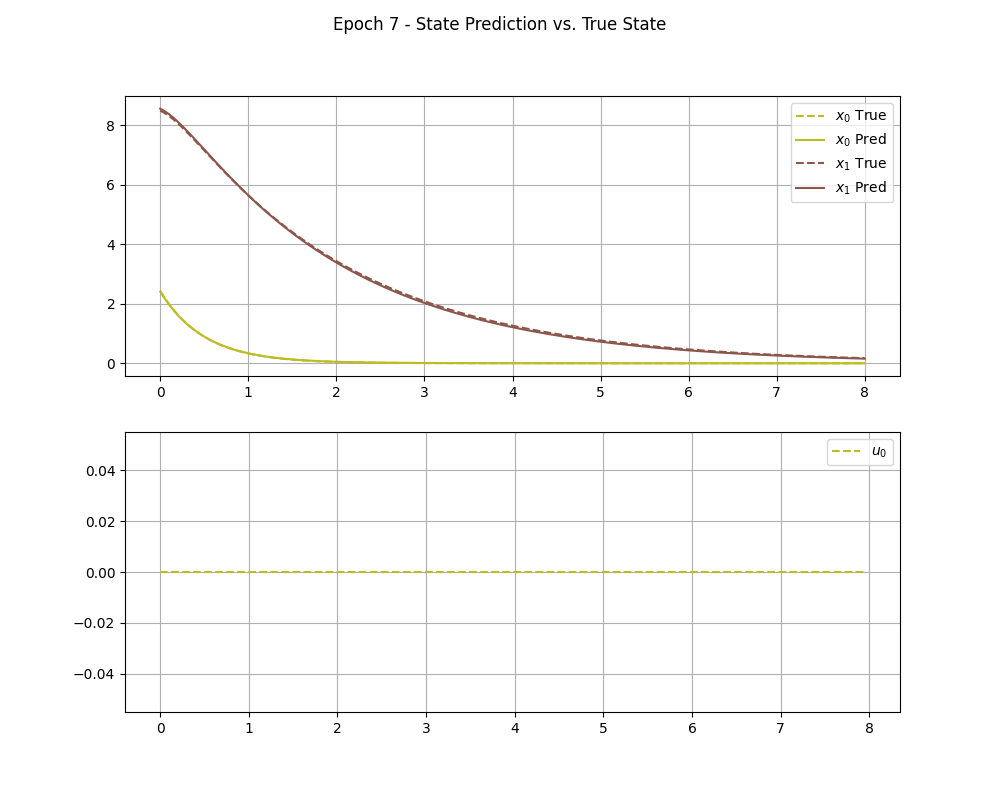 Epoch 7 - State Prediction vs. True State
8
6
4
2
0
x₀ True
x₀ Pred
x₁ True
x₁ Pred
0 1 2 3 4 5 6 7 8
0.04
0.02
0.00
−0.02
−0.04
u₀
0 1 2 3 4 5 6 7 8